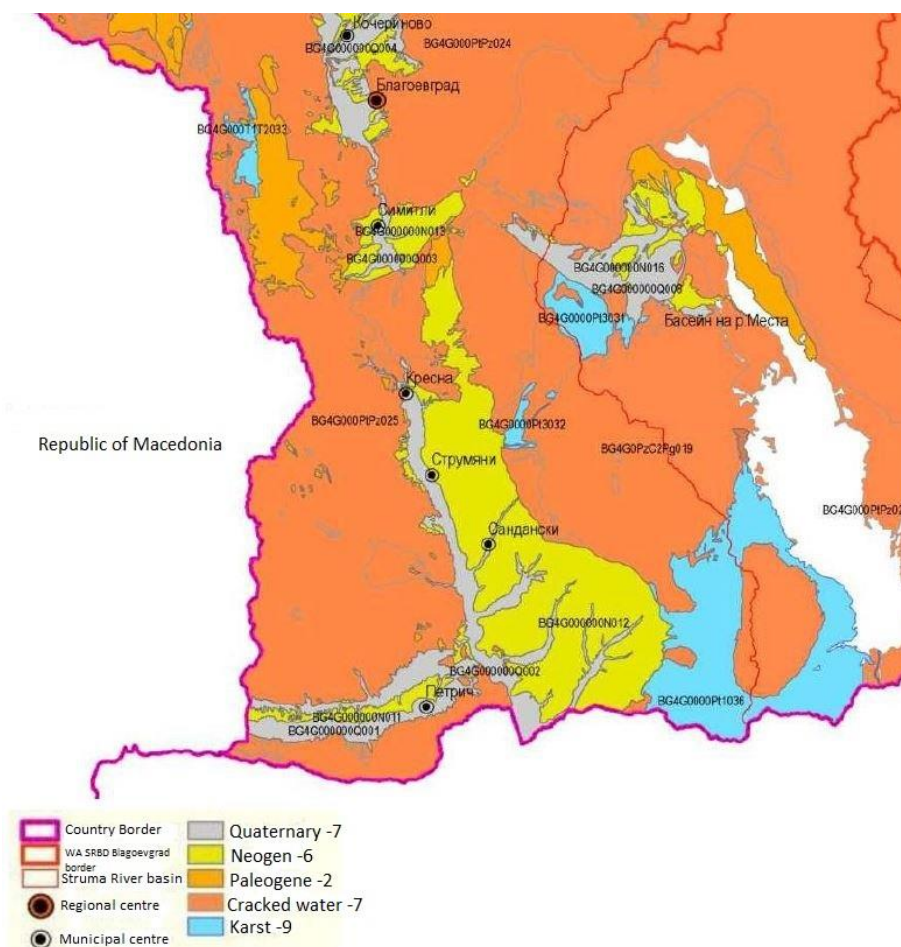 Кочериново
BG4G000000Q004
BG4G000PtPz024
Благоевград
BG4G000T1T2033
Симитли
BG4G000000N013
BG4G000000Q003
BG4G000000N016
BG4G000000Q008
BG4G0000Pt3031
Басейн на р.Места
Кресна
BG4G000PtPz025
BG4G0000Pt3032
Republic of Macedonia
BG4G0PzC2Pg019
Струмяни
BG4G000PtPz02
Сандански
BG4G000000N012
BG4G000000Q002
Петрич
BG4G0000Pt1036
BG4G000000N011
BG4G000000Q001
Country Border
Quaternary -7
WA SRBD Blagoevgrad
border
Neogen -6
Struma River basin
Paleogene -2
Regional centre
Cracked water -7
Karst -9
Municipal centre